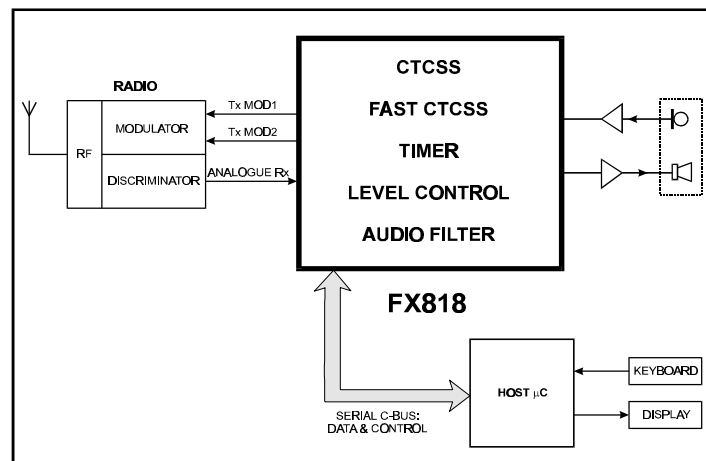 RADIO
RF
MODULATOR
DISCRIMINATOR
Tx MOD1
Tx MOD2
ANALOGUE Rx
CTCSS
FAST CTCSS
TIMER
LEVEL CONTROL
AUDIO FILTER
FX818
SERIAL C-BUS:
DATA & CONTROL
HOST µC
KEYBOARD
DISPLAY